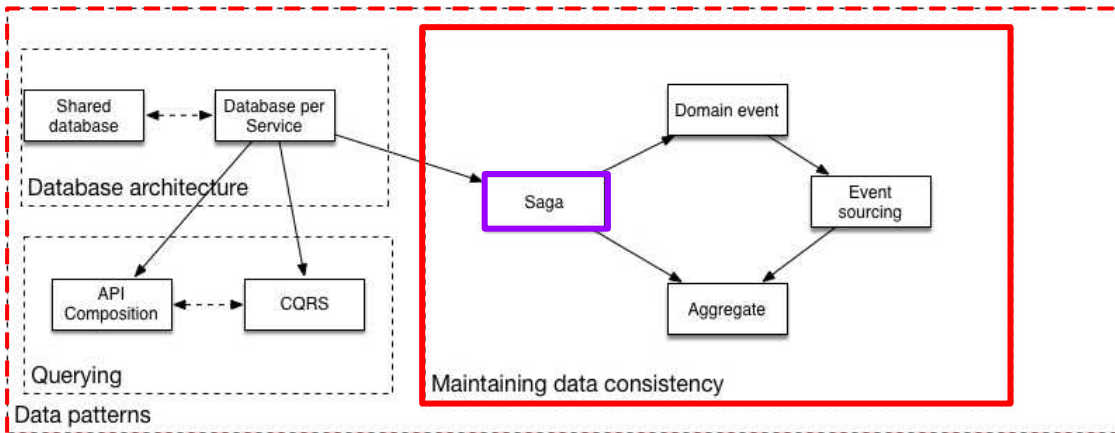 Shared
database
Database per
Service
Database architecture
API
Composition
CQRS
Querying
Data patterns
Domain event
Saga
Event
sourcing
Aggregate
Maintaining data consistency